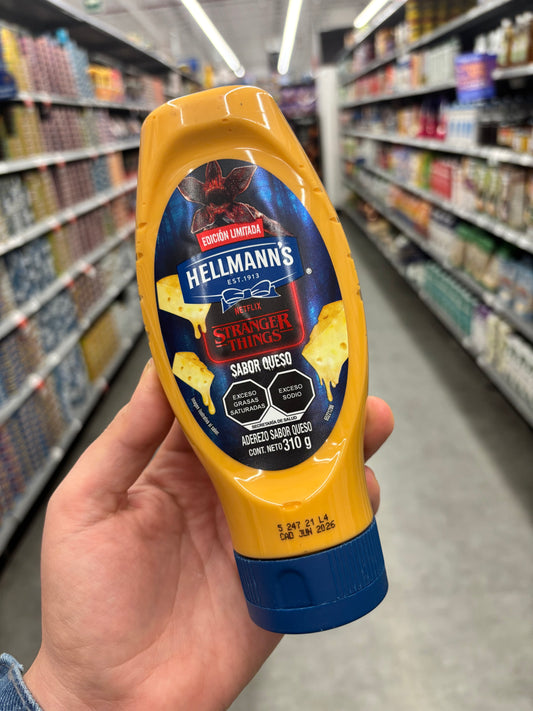 EDICIÓN LIMITADA
HELLMANN'S
EST. 1913
®
NETFLIX
STRANGER
THINGS
SABOR QUESO
EXCESO
GRASAS
SATURADAS
EXCESO
SODIO
SECRETARÍA DE SALUD
ADEREZO SABOR QUESO
CONT. NETO 310 g
S 247 21 L4
CAD JUN 2026